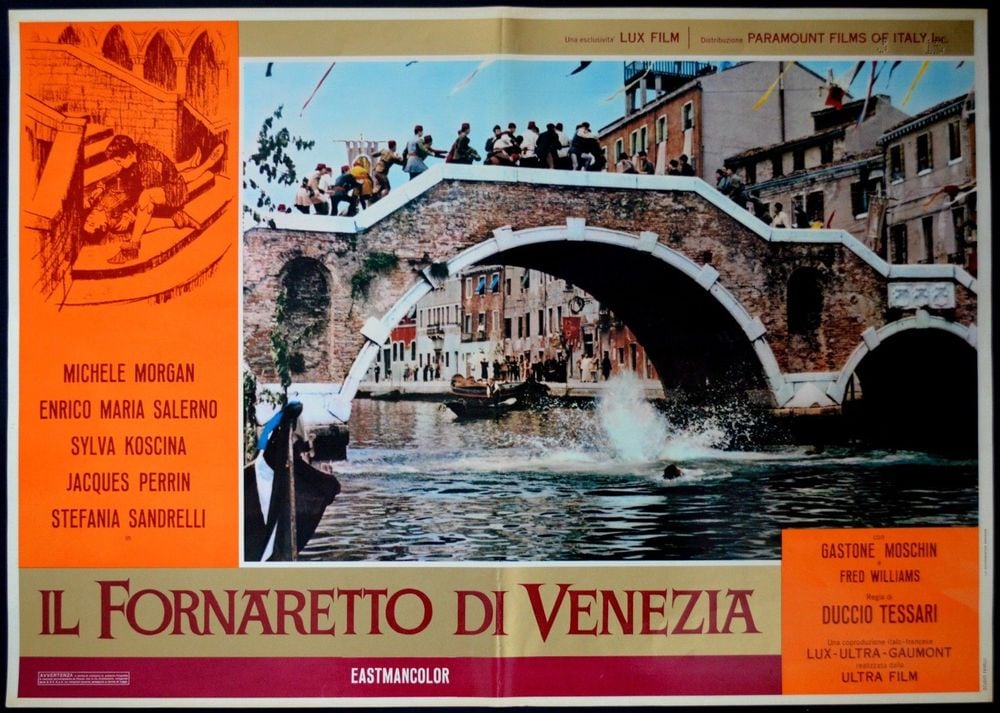 Una esclusività LUX FILM | Distribuzione PARAMOUNT FILMS OF ITALY, Inc.
MICHELE MORGAN
ENRICO MARIA SALERNO
SYLVA KOSCINA
JACQUES PERRIN
STEFANIA SANDRELLI
in
IL FORNARETTO DI VENEZIA
con
GASTONE MOSCHIN
e
FRED WILLIAMS
Regia di
DUCCIO TESSARI
Una coproduzione italo-francese
LUX-ULTRA-GAUMONT
realizzata dalla
ULTRA FILM
AVVERTENZA
EASTMANCOLOR